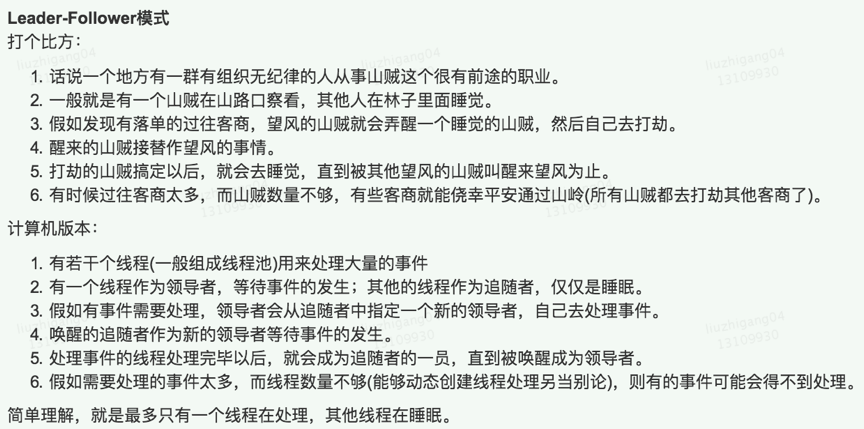 Leader-Follower模式
打个比方：
1. 话说一个地方有一群有组织无纪律的人从事山贼这个很有前途的职业。
2. 一般就是有一个山贼在山路口察看，其他人在林子里面睡觉。
3. 假如发现有落单的过往客商，望风的山贼就会弄醒一个睡觉的山贼，然后自己去打劫。
4. 醒来的山贼接替作望风的事情。
5. 打劫的山贼搞定以后，就会去睡觉，直到被其他望风的山贼叫醒来望风为止。
6. 有时候过往客商太多，而山贼数量不够，有些客商就能侥幸平安通过山岭(所有山贼都去打劫其他客商了)。
计算机版本：
1. 有若干个线程(一般组成线程池)用来处理大量的事件
2. 有一个线程作为领导者，等待事件的发生；其他的线程作为追随者，仅仅是睡眠。
3. 假如有事件需要处理，领导者会从追随者中指定一个新的领导者，自己去处理事件。
4. 唤醒的追随者作为新的领导者等待事件的发生。
5. 处理事件的线程处理完毕以后，就会成为追随者的一员，直到被唤醒成为领导者。
6. 假如需要处理的事件太多，而线程数量不够(能够动态创建线程处理另当别论)，则有的事件可能会得不到处理。
简单理解，就是最多只有一个线程在处理，其他线程在睡眠。
liuzhigang04
13109930